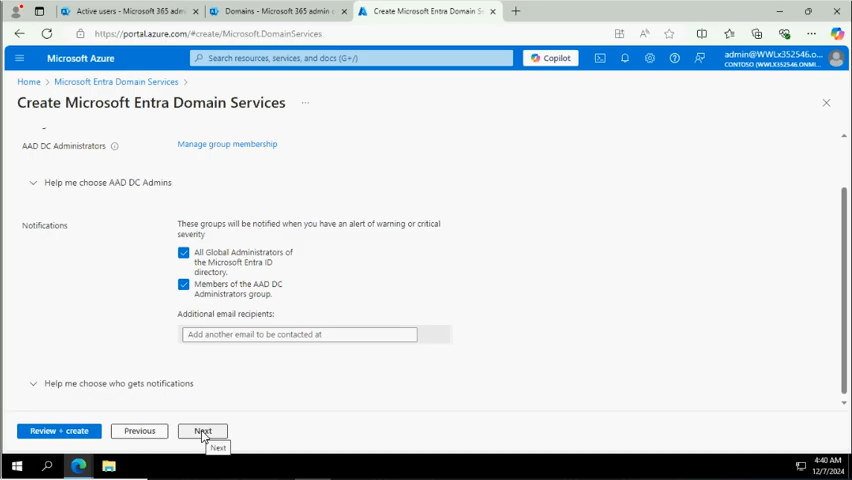 Active users - Microsoft 365 adm
Domains - Microsoft 365 admin c
Create Microsoft Entra Domain S
https://portal.azure.com/#create/Microsoft.DomainServices
Microsoft Azure
Search resources, services, and docs (G+/)
Copilot
admin@WWLx352546.o...
CONTOSO (WWLX352546.ONMI...
Home > Microsoft Entra Domain Services >
Create Microsoft Entra Domain Services ...
AAD DC Administrators
Manage group membership
Help me choose AAD DC Admins
Notifications
These groups will be notified when you have an alert of warning or critical
severity
All Global Administrators of
the Microsoft Entra ID
directory.
Members of the AAD DC
Administrators group.
Additional email recipients:
Add another email to be contacted at
Help me choose who gets notifications
Review + create
Previous
Next
Next
4:40 AM
12/7/2024